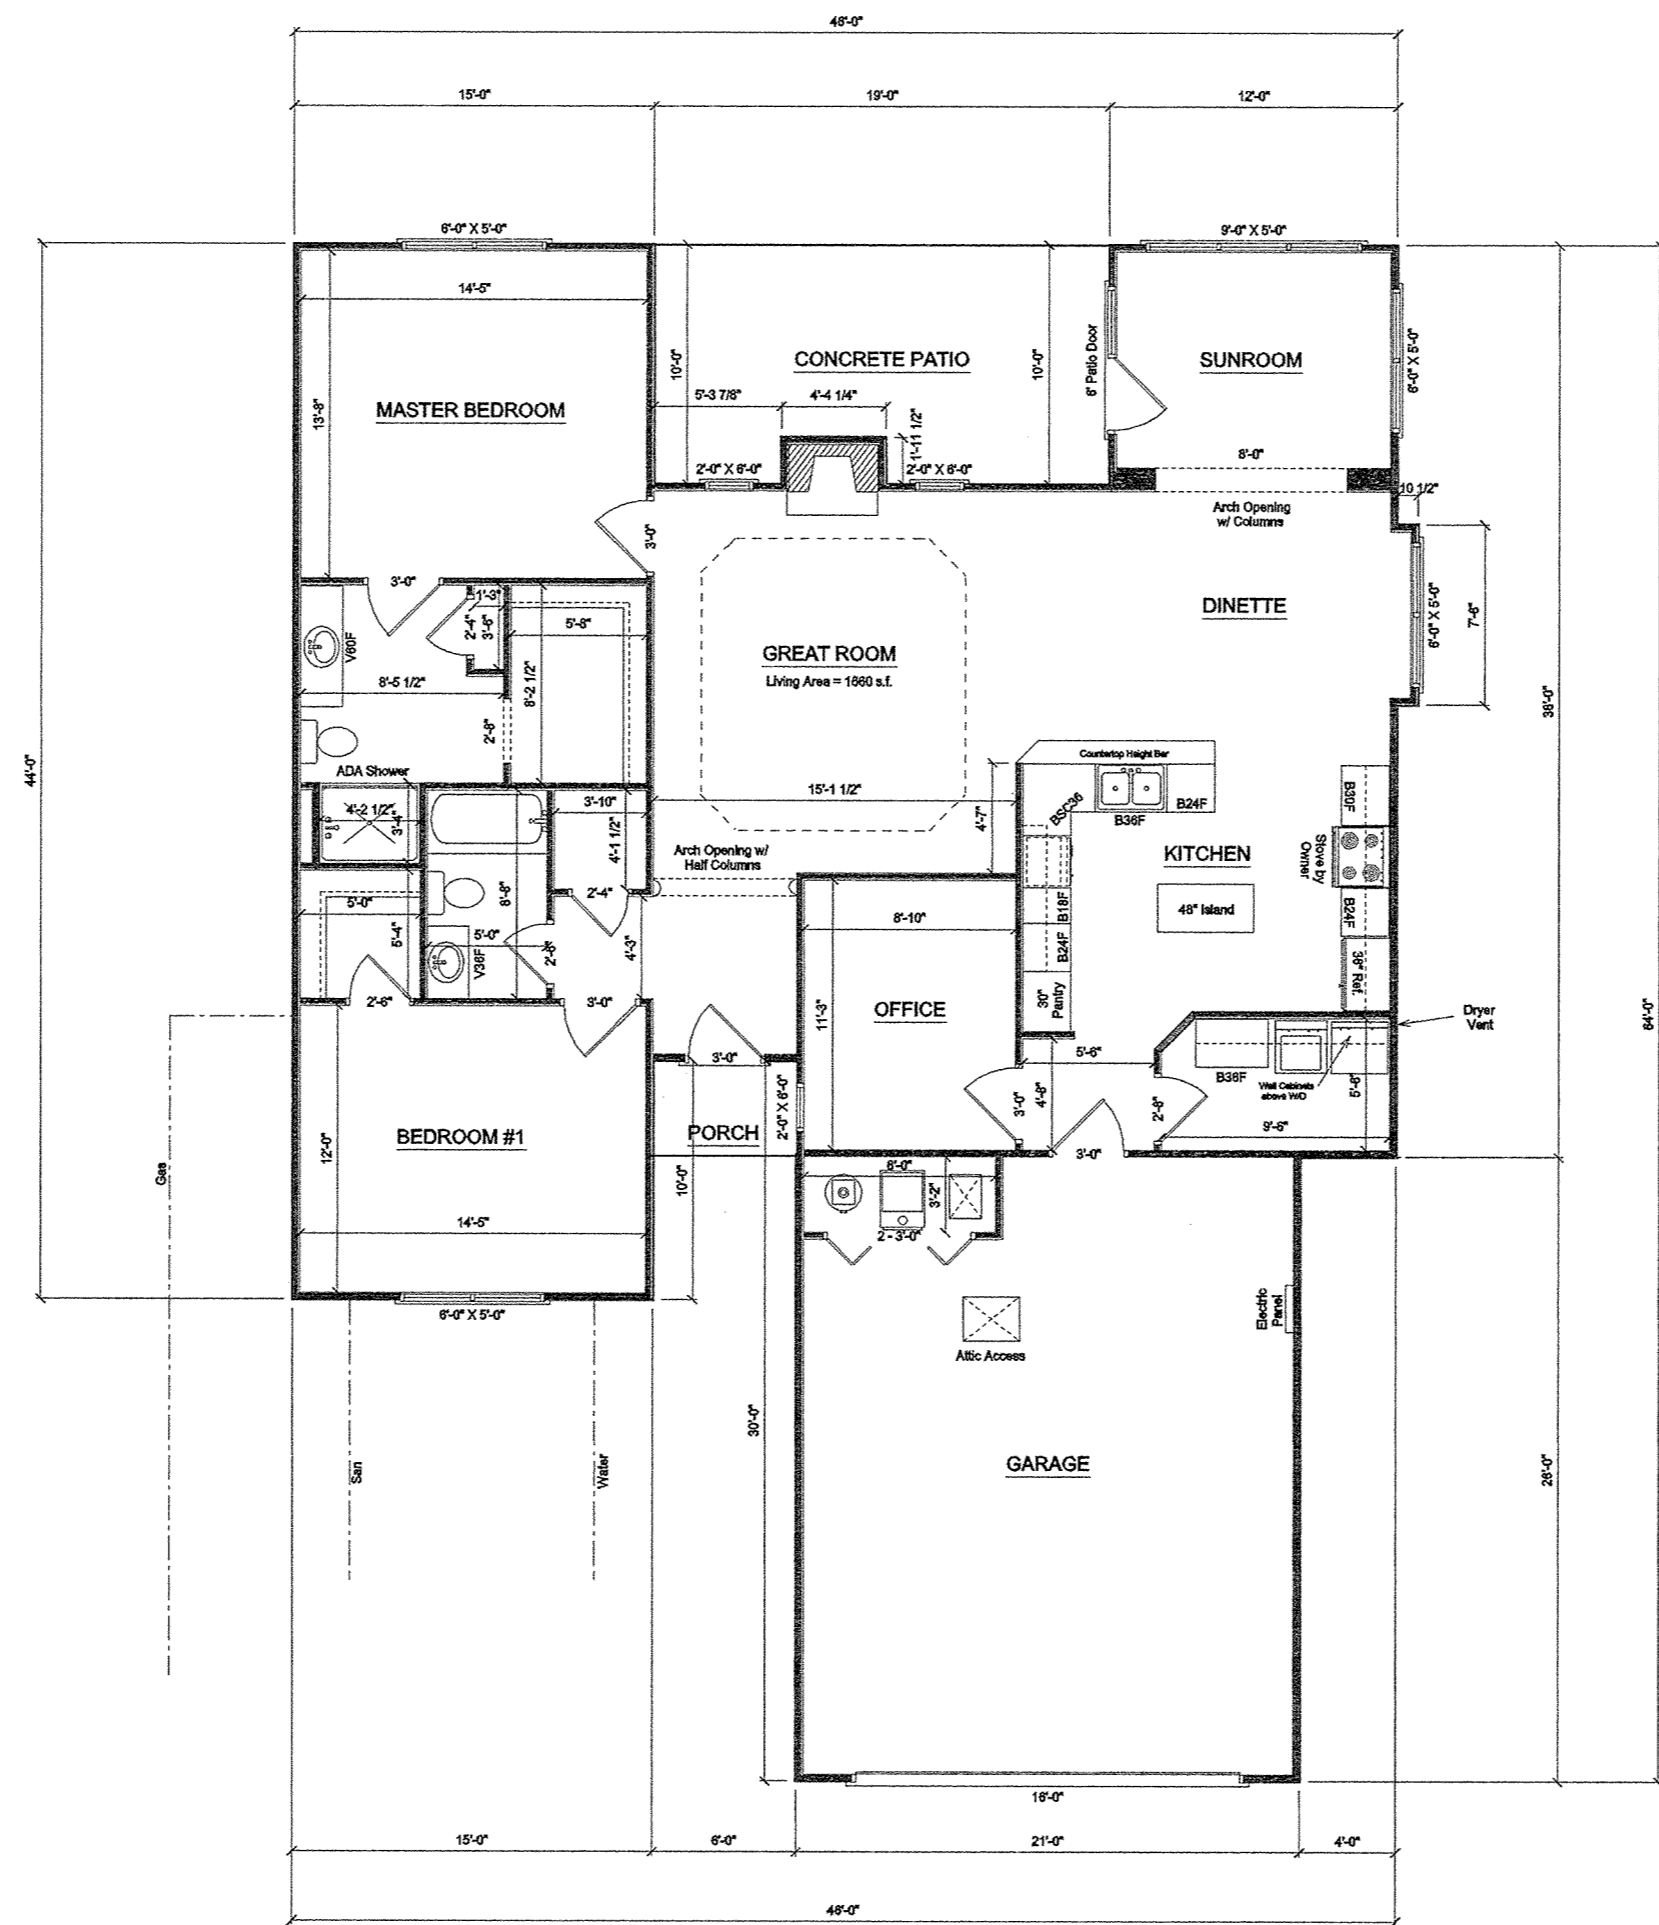 46'-0"
15'-0"
19'-0"
12'-0"
6'-0" X 5'-0"
9'-0" X 5'-0"
14'-5"
10'-0"
CONCRETE PATIO
10'-0"
6' Patio Door
SUNROOM
6'-0" X 5'-0"
13'-8"
MASTER BEDROOM
5'-3 7/8"
4'-4 1/4"
1'-11 1/2"
2'-0" X 6'-0"
2'-0" X 6'-0"
8'-0"
10 1/2"
Arch Opening
w/ Columns
3'-0"
3'-0"
1'-3"
2'-4"
3'-6"
5'-8"
V60F
8'-5 1/2"
8'-2 1/2"
2'-8"
GREAT ROOM
Living Area = 1660 s.f.
DINETTE
6'-0" X 5'-0"
7'-6"
38'-0"
44'-0"
64'-0"
ADA Shower
4'-2 1/2"
3'-4"
3'-10"
4'-1 1/2"
15'-1 1/2"
4'-7"
Countertop Height Bar
BSC36
B36F
B24F
B30F
Stove by
Owner
KITCHEN
B24F
36" Ref.
48" Island
B18F
B24F
30"
Pantry
Arch Opening w/
Half Columns
5'-0"
5'-4"
8'-8"
5'-0"
V36F
2'-8"
2'-4"
4'-3"
2'-6"
3'-0"
8'-10"
11'-3"
OFFICE
Dryer
Vent
3'-0"
2'-0" X 6'-0"
PORCH
10'-0"
3'-0"
4'-8"
5'-6"
2'-8"
B36F
Wall Cabinets
above W/D
5'-6"
9'-6"
3'-0"
12'-0"
BEDROOM #1
14'-5"
6'-0" X 5'-0"
Gas
San
Water
6'-0"
3'-2"
2 - 3'-0"
Attic Access
Electric
Panel
30'-0"
GARAGE
26'-0"
16'-0"
15'-0"
6'-0"
21'-0"
4'-0"
46'-0"